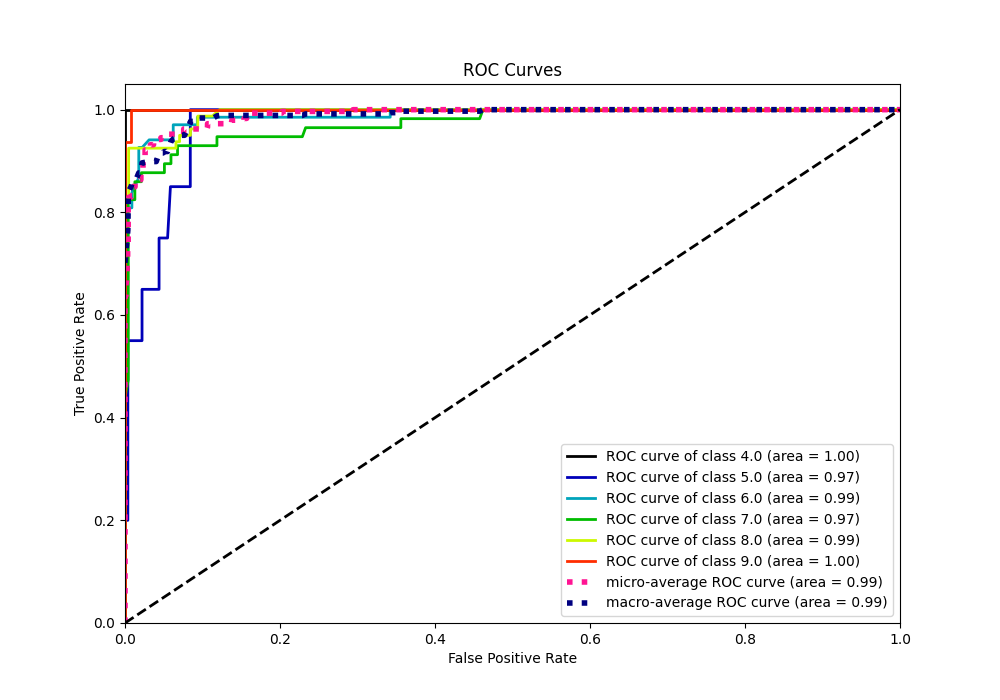 ROC Curves
1.0
0.8
0.6
0.4
0.2
0.0
True Positive Rate
ROC curve of class 4.0 (area = 1.00)
ROC curve of class 5.0 (area = 0.97)
ROC curve of class 6.0 (area = 0.99)
ROC curve of class 7.0 (area = 0.97)
ROC curve of class 8.0 (area = 0.99)
ROC curve of class 9.0 (area = 1.00)
micro-average ROC curve (area = 0.99)
macro-average ROC curve (area = 0.99)
0.0 0.2 0.4 0.6 0.8 1.0
False Positive Rate